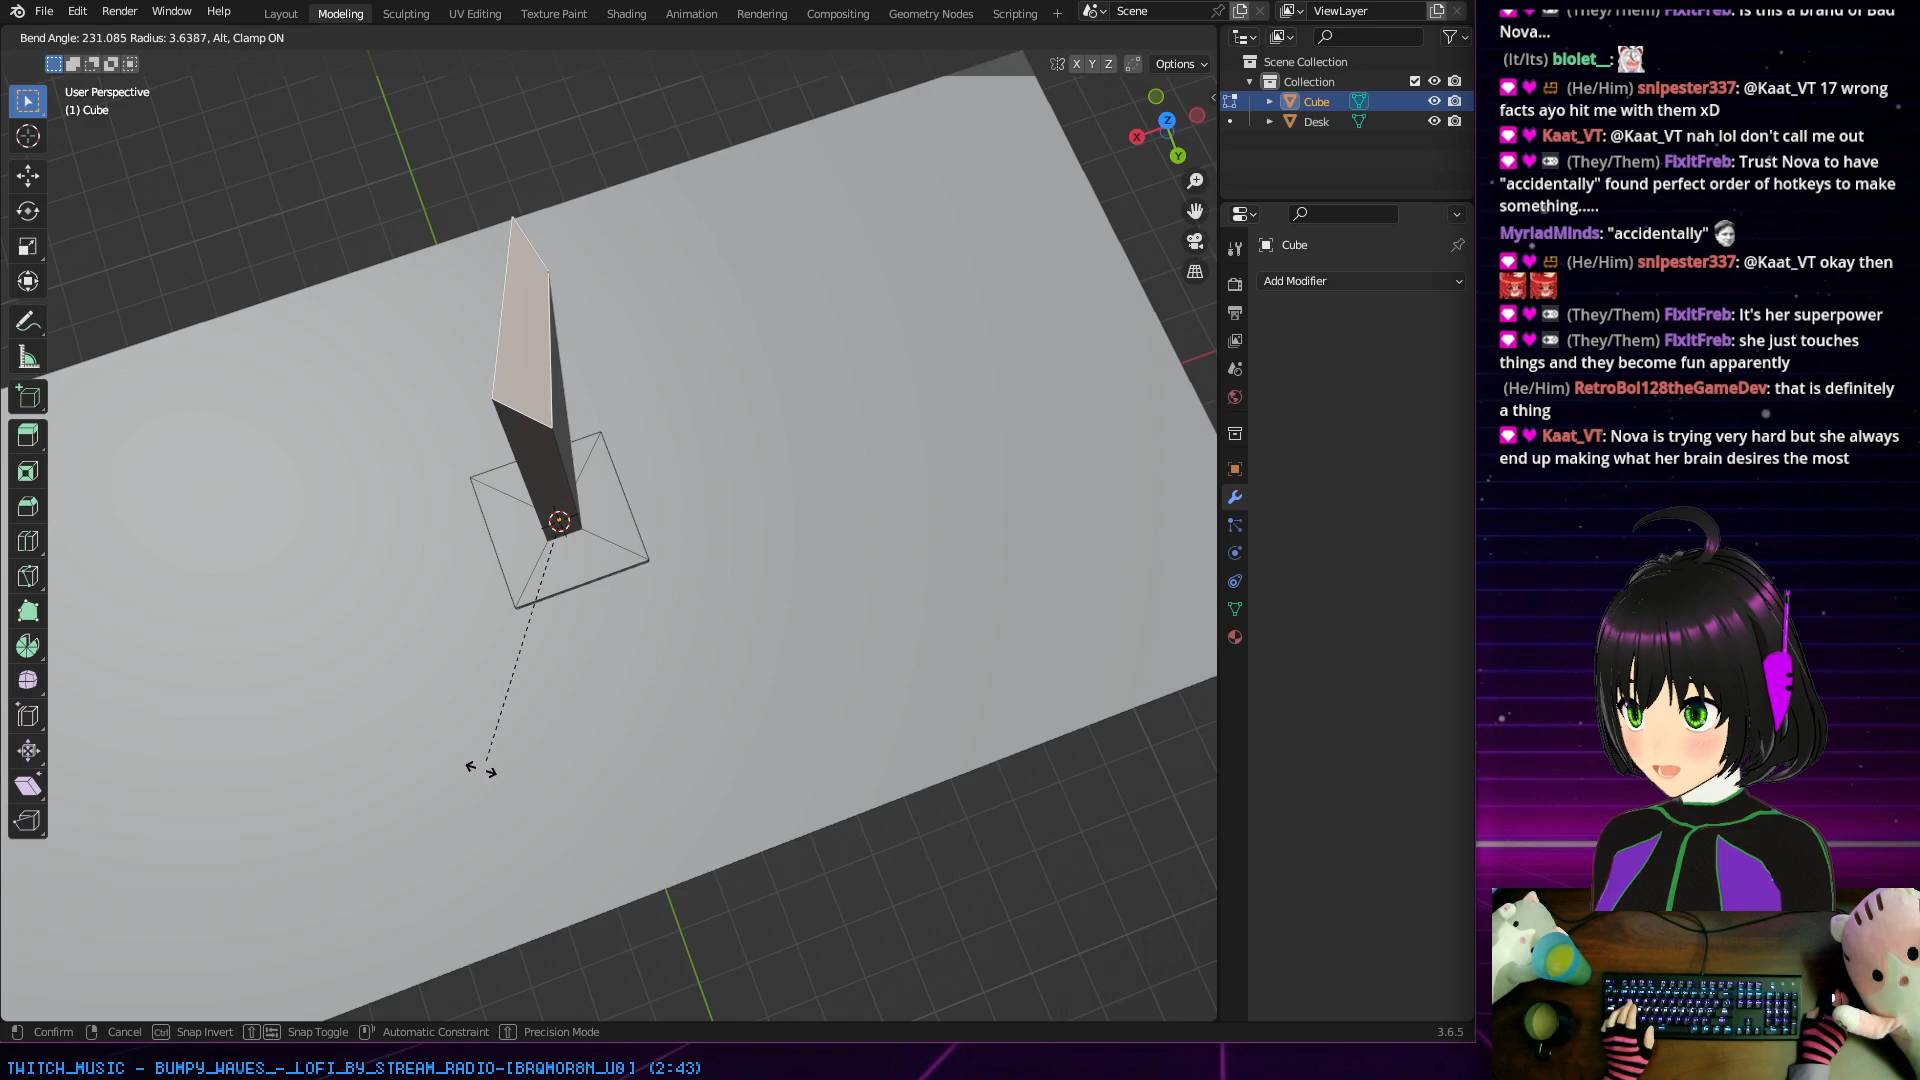 File Edit Render Window Help Layout Modeling Sculpting UV Editing Texture Paint Shading Animation Rendering Compositing Geometry Nodes Scripting + Scene ViewLayer
Bend Angle: 231.085 Radius: 3.6387, Alt, Clamp ON
X Y Z Options
User Perspective
(1) Cube
Z
X
Y
Scene Collection
Collection
Cube
Desk
Cube
Add Modifier
Confirm Cancel Ctrl Snap Invert Snap Toggle Automatic Constraint Precision Mode 3.6.5
TWITCH_MUSIC - BUMPY_WAVES_-_LOFI_BY_STREAM_RADIO-[BRQMOR8N_U0] (2:43)
(They/Them) FixitFreb: Is this a brand of Bad
Nova...
(It/Its) biolet__:
(He/Him) snipester337: @Kaat_VT 17 wrong
facts ayo hit me with them xD
Kaat_VT: @Kaat_VT nah lol don't call me out
(They/Them) FixitFreb: Trust Nova to have
"accidentally" found perfect order of hotkeys to make
something.....
MyriadMinds: "accidentally"
(He/Him) snipester337: @Kaat_VT okay then
(They/Them) FixitFreb: It's her superpower
(They/Them) FixitFreb: she just touches
things and they become fun apparently
(He/Him) RetroBoi128theGameDev: that is definitely
a thing
Kaat_VT: Nova is trying very hard but she always
end up making what her brain desires the most